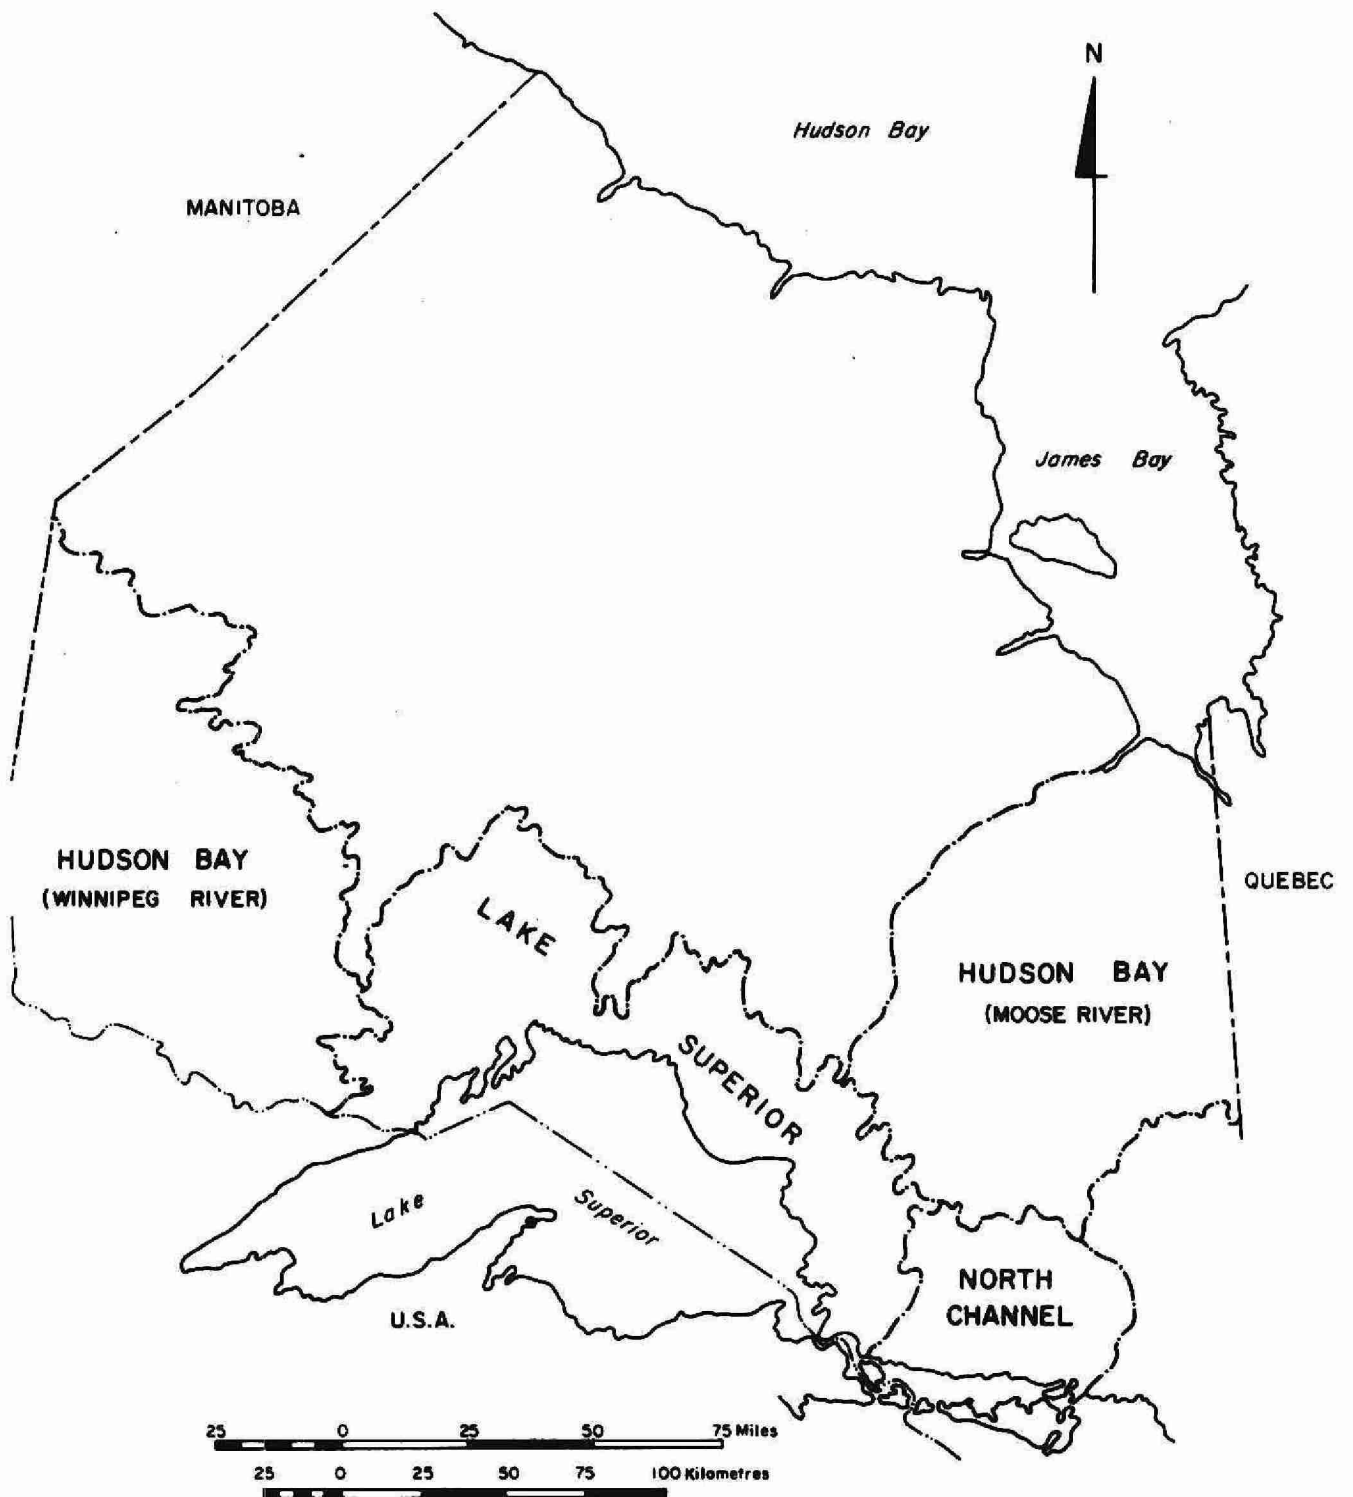 N
Hudson Bay
MANITOBA
James Bay
HUDSON BAY
(WINNIPEG RIVER)
QUEBEC
LAKE
SUPERIOR
HUDSON BAY
(MOOSE RIVER)
Lake
Superior
NORTH
CHANNEL
U.S.A.
25 0 25 50 75 Miles
25 0 25 50 75 100 Kilometres